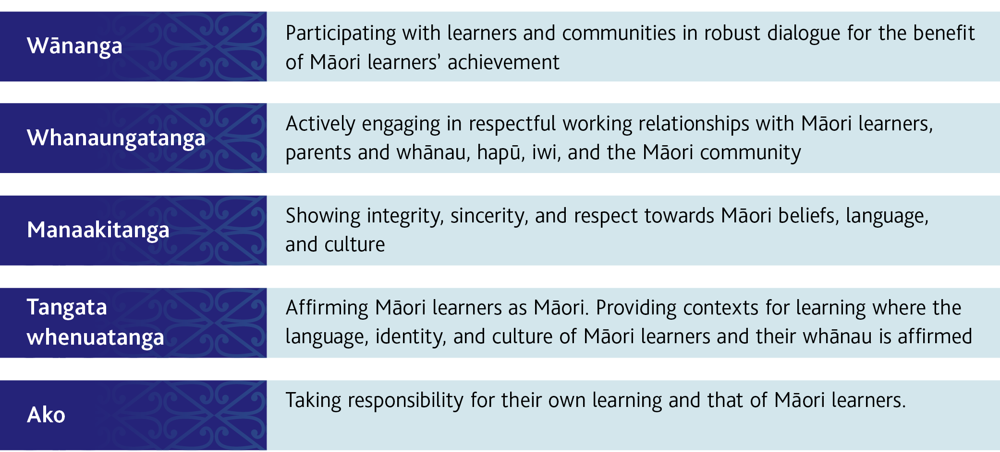 Wānanga
Participating with learners and communities in robust dialogue for the benefit
of Māori learners’ achievement
Whanaungatanga
Actively engaging in respectful working relationships with Māori learners,
parents and whānau, hapū, iwi, and the Māori community
Manaakitanga
Showing integrity, sincerity, and respect towards Māori beliefs, language,
and culture
Tangata
whenuatanga
Affirming Māori learners as Māori. Providing contexts for learning where the
language, identity, and culture of Māori learners and their whānau is affirmed
Ako
Taking responsibility for their own learning and that of Māori learners.